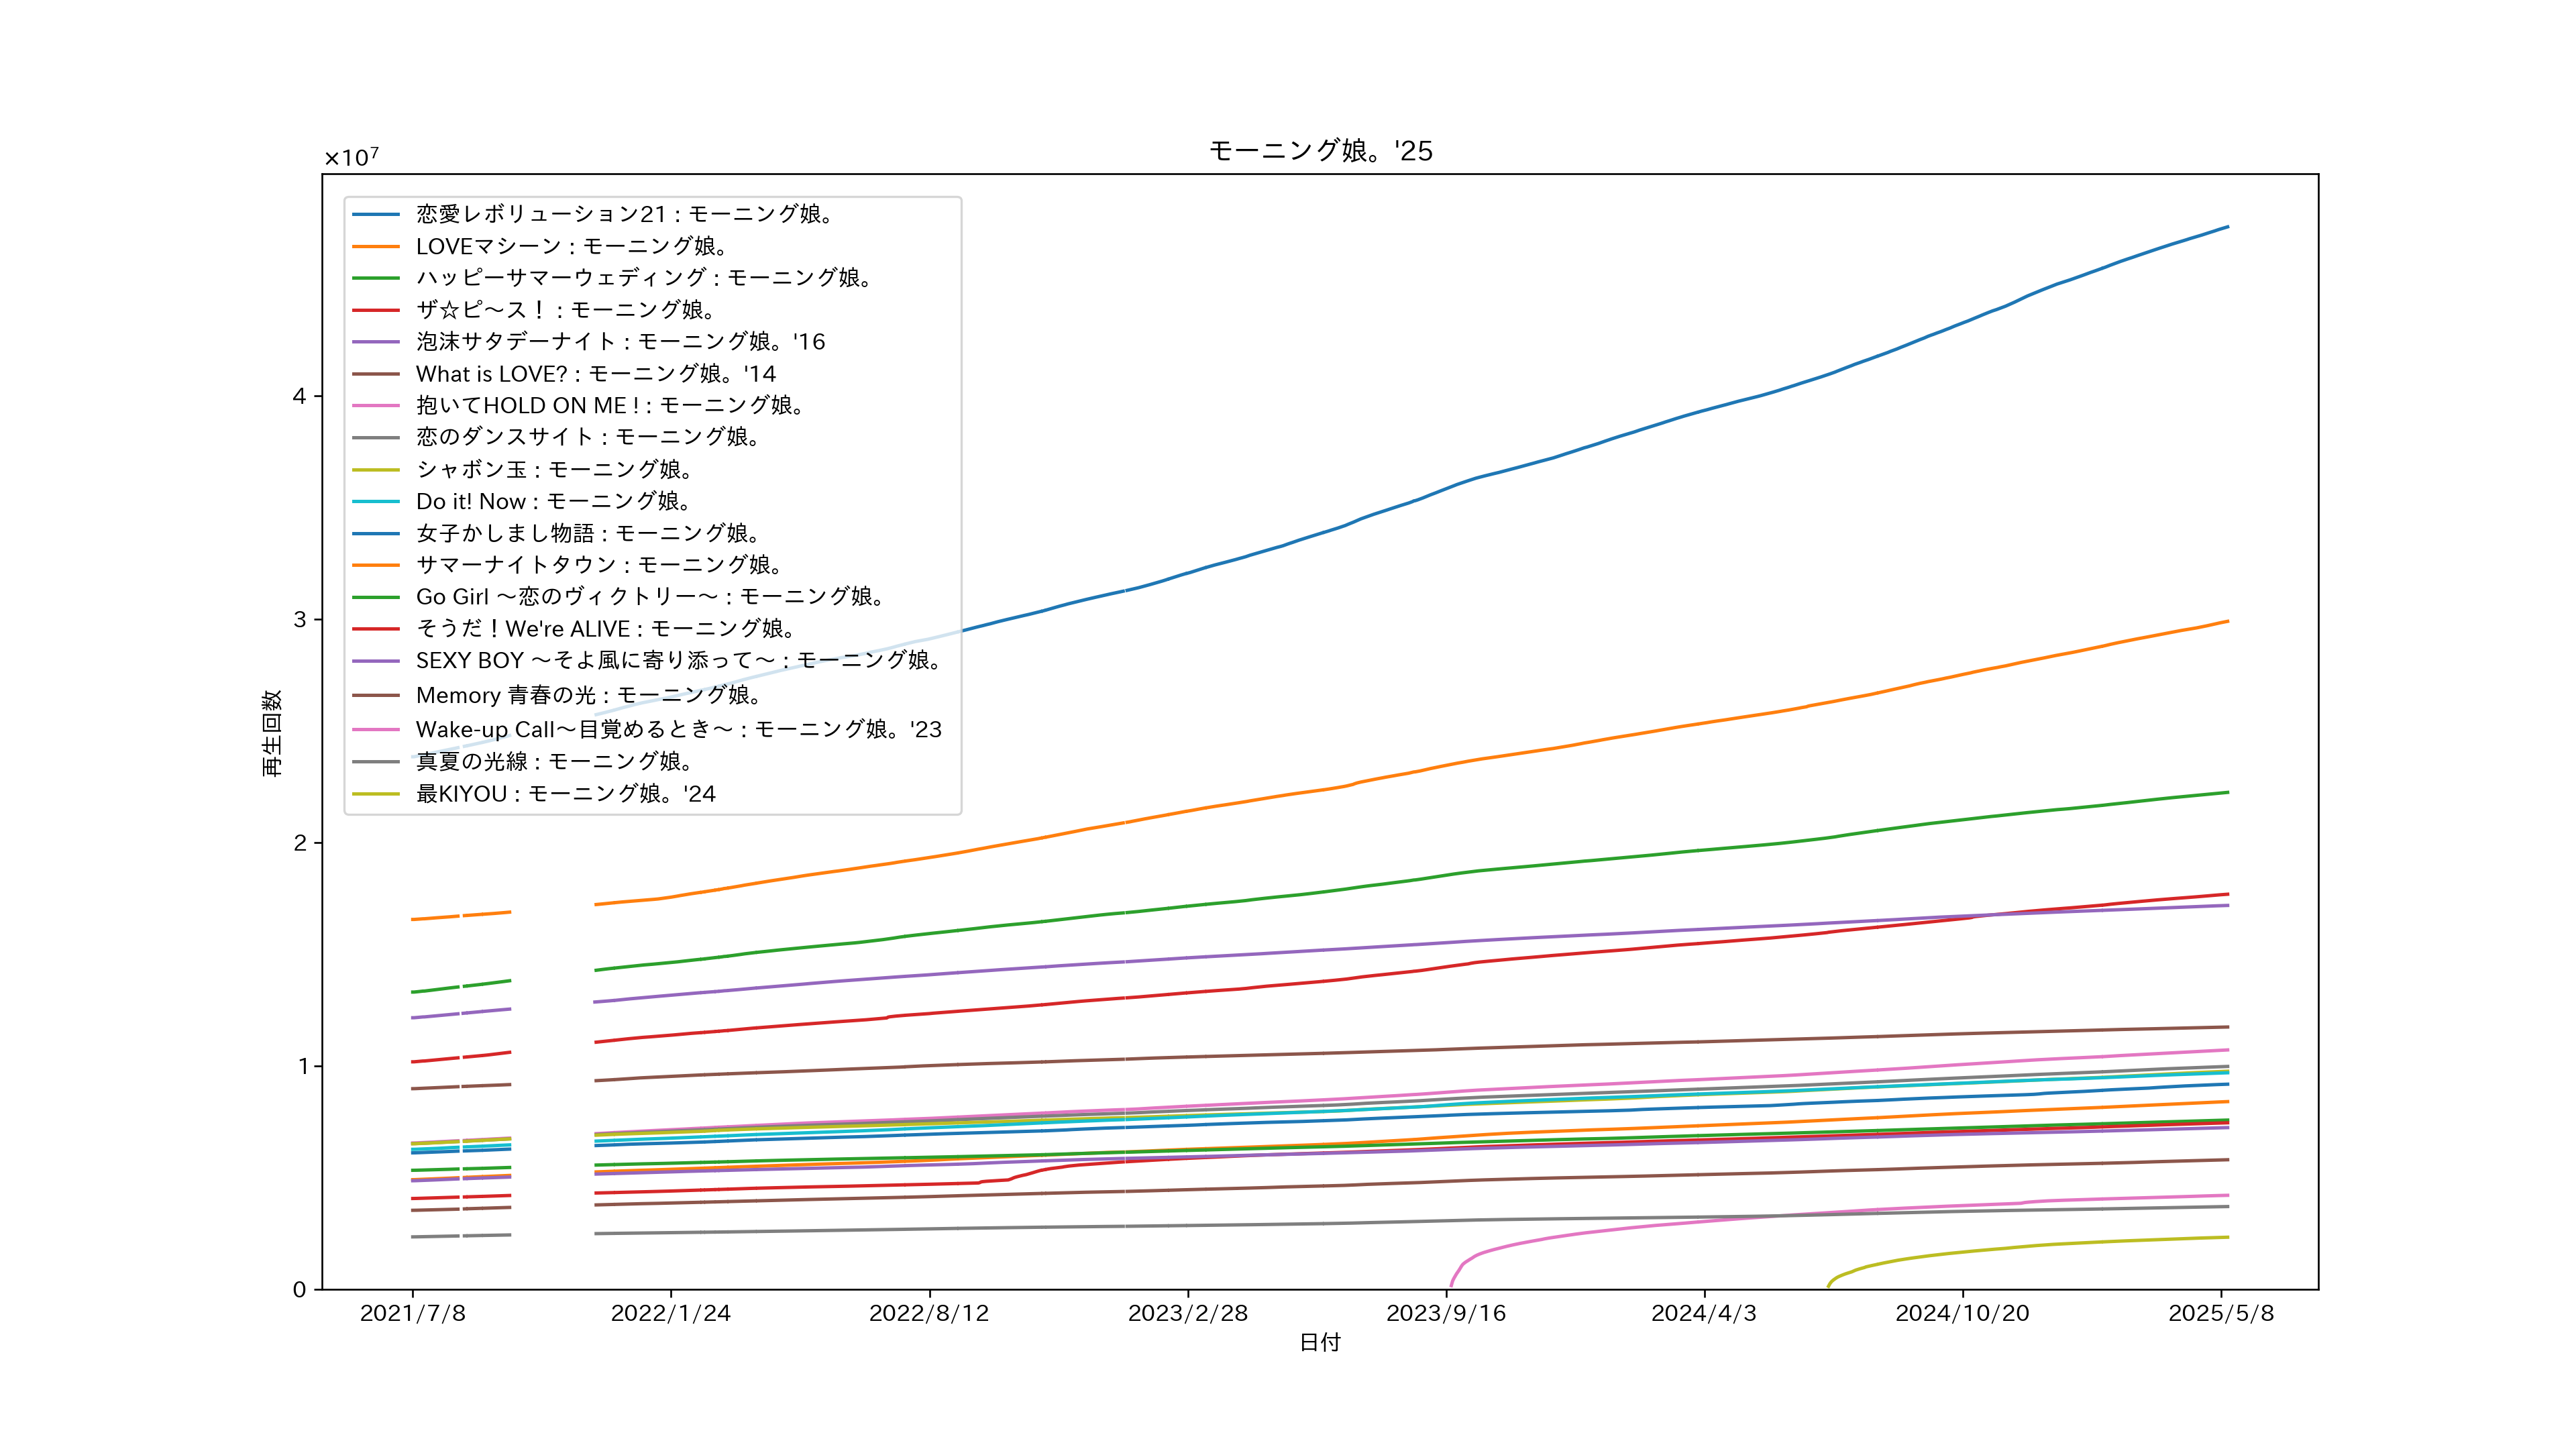 モーニング娘。'25
×10⁷
恋愛レボリューション21 : モーニング娘。
LOVEマシーン : モーニング娘。
ハッピーサマーウェディング : モーニング娘。
ザ☆ピ〜ス! : モーニング娘。
泡沫サタデーナイト : モーニング娘。'16
What is LOVE? : モーニング娘。'14
抱いてHOLD ON ME ! : モーニング娘。
恋のダンスサイト : モーニング娘。
シャボン玉 : モーニング娘。
Do it! Now : モーニング娘。
女子かしまし物語 : モーニング娘。
サマーナイトタウン : モーニング娘。
Go Girl 〜恋のヴィクトリー〜 : モーニング娘。
そうだ!We're ALIVE : モーニング娘。
SEXY BOY 〜そよ風に寄り添って〜 : モーニング娘。
Memory 青春の光 : モーニング娘。
Wake-up Call〜目覚めるとき〜 : モーニング娘。'23
真夏の光線 : モーニング娘。
最KIYOU : モーニング娘。'24
4
3
2
1
0
再生回数
2021/7/8 2022/1/24 2022/8/12 2023/2/28 2023/9/16 2024/4/3 2024/10/20 2025/5/8
日付